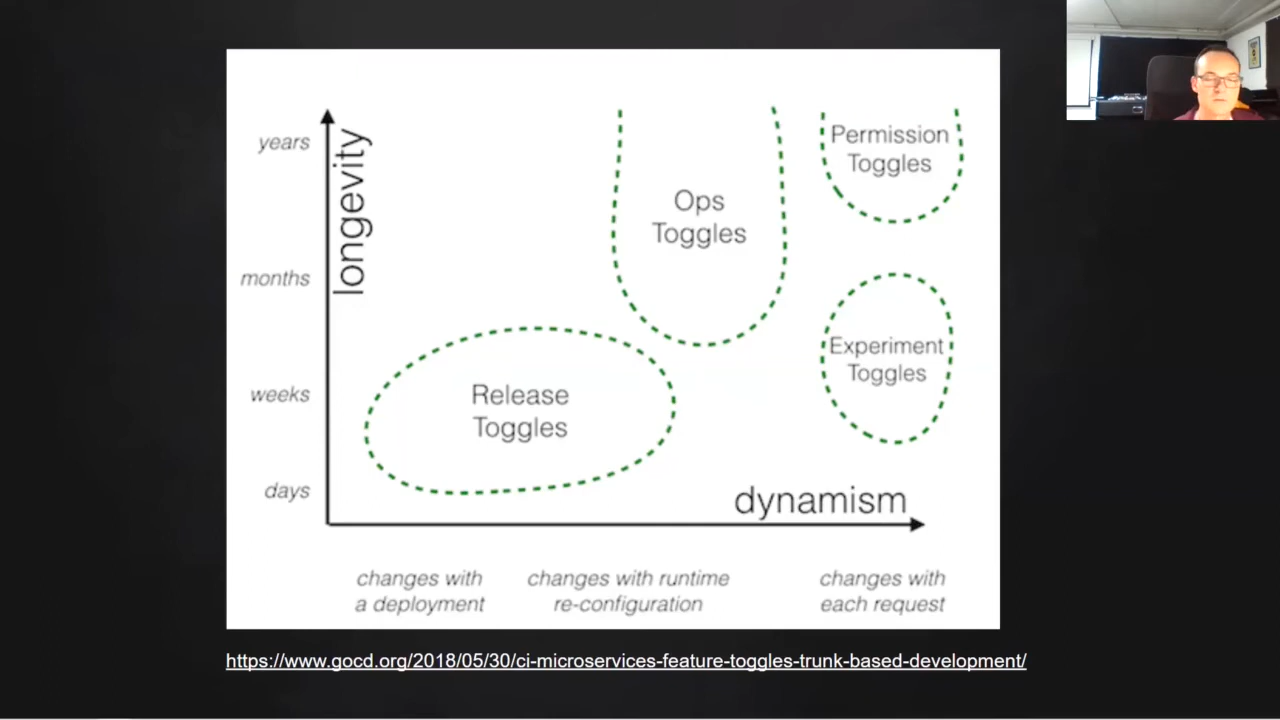 years
months
weeks
days
longevity
Permission
Toggles
Ops
Toggles
Experiment
Toggles
Release
Toggles
dynamism
changes with
a deployment
changes with runtime
re-configuration
changes with
each request
https://www.gocd.org/2018/05/30/ci-microservices-feature-toggles-trunk-based-development/